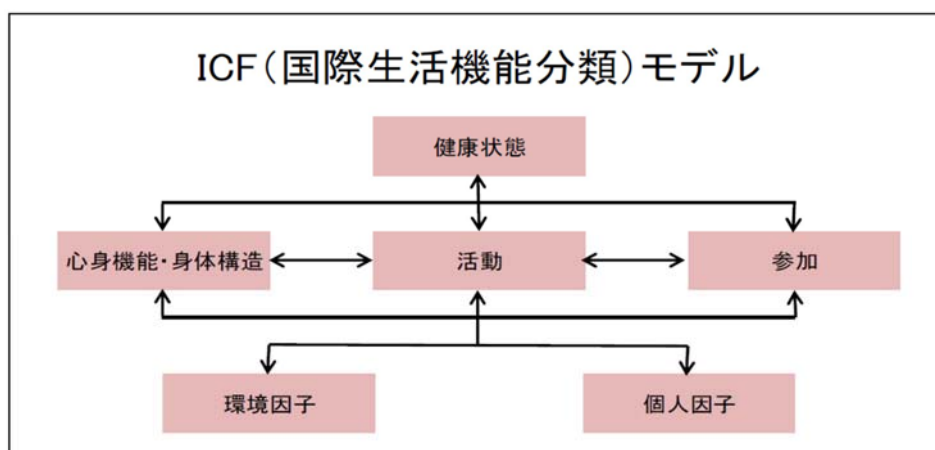 ICF(国際生活機能分類)モデル
健康状態
心身機能・身体構造
活動
参加
環境因子
個人因子